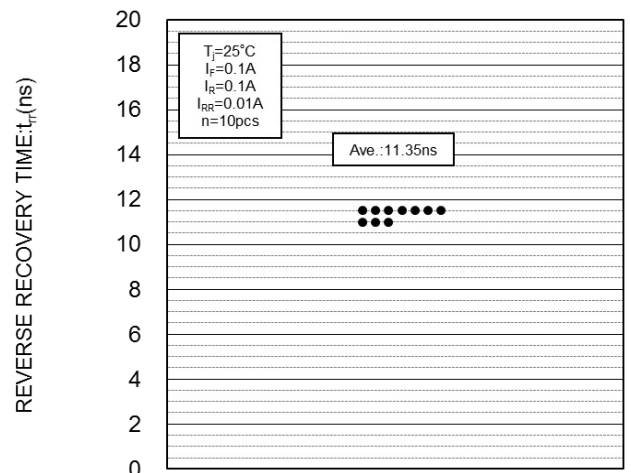 REVERSE RECOVERY TIME:trr(ns)
20
18
16
14
12
10
8
6
4
2
0
Tj=25°C
IF=0.1A
IR=0.1A
IRR=0.01A
n=10pcs
Ave.:11.35ns